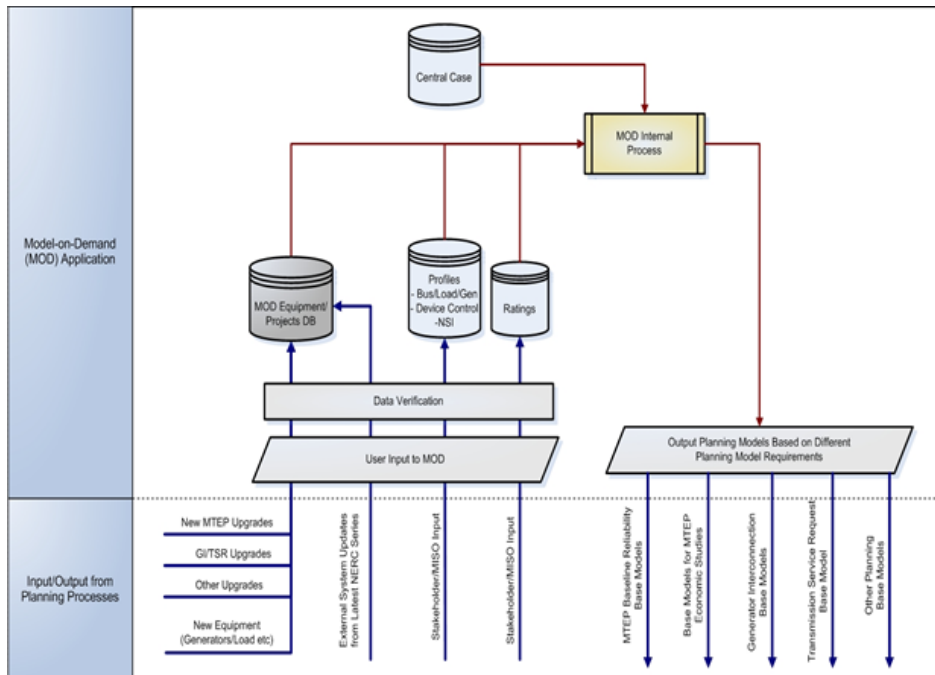 Central Case
MOD Internal
Process
Model-on-Demand
(MOD) Application
MOD Equipment/
Projects DB
Profiles
- Bus/Load/Gen
- Device Control
-NSI
Ratings
Data Verification
User Input to MOD
Output Planning Models Based on Different
Planning Model Requirements
Input/Output from
Planning Processes
New MTEP Upgrades
GI/TSR Upgrades
Other Upgrades
New Equipment
(Generators/Load etc)
External System Updates
from Latest NERC Series
Stakeholder/MISO Input
Stakeholder/MISO Input
MTEP Baseline Reliability
Base Models
Base Models for MTEP
Economic Studies
Generator Interconnection
Base Models
Transmission Service Request
Base Model
Other Planning
Base Models